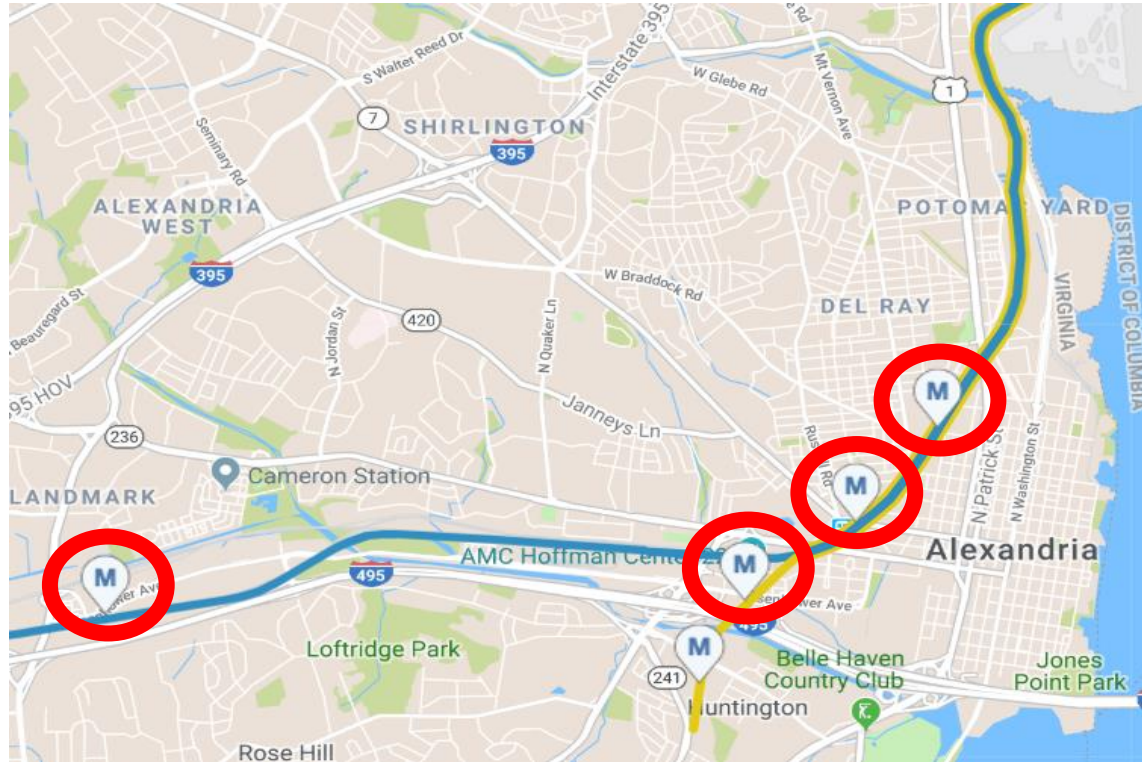 S Walter Reed Dr
Interstate 395
W Glebe Rd
Mt Vernon Ave
1
7
SHIRLINGTON
395
Seminary Rd
ALEXANDRIA
WEST
POTOMAC YARD
DISTRICT OF COLUMBIA
VIRGINIA
395
W Braddock Rd
Beauregard St
420
N Jordan St
N Quaker Ln
DEL RAY
M
395 HOV
Janneys Ln
236
N Patrick St
N Washington St
Cameron Station
LANDMARK
M
Alexandria
AMC Hoffman Center
M
M
495
Ave
Ave
495
Loftridge Park
M
Belle Haven
Country Club
Jones
Point Park
241
Huntington
Rose Hill